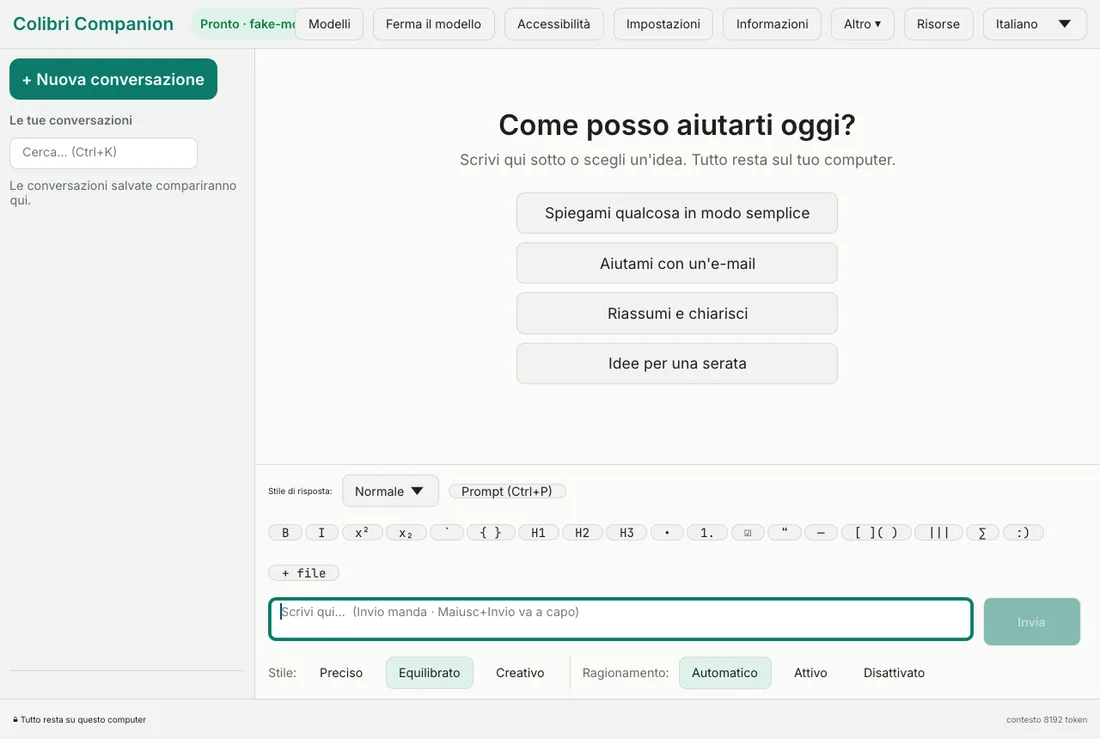 Colibri Companion
Pronto · fake-mo
Modelli
Ferma il modello
Accessibilità
Impostazioni
Informazioni
Altro ▾
Risorse
Italiano ▼
+ Nuova conversazione
Le tue conversazioni
Cerca... (Ctrl+K)
Le conversazioni salvate compariranno
qui.
Come posso aiutarti oggi?
Scrivi qui sotto o scegli un'idea. Tutto resta sul tuo computer.
Spiegami qualcosa in modo semplice
Aiutami con un'e-mail
Riassumi e chiarisci
Idee per una serata
Stile di risposta:
Normale ▼
Prompt (Ctrl+P)
B I x² x₂ ` { } H1 H2 H3 • 1. ☑ “ — [ ]( ) ||| ∑ :)
+ file
Scrivi qui... (Invio manda · Maiusc+Invio va a capo)
Invia
Stile: Preciso Equilibrato Creativo
Ragionamento: Automatico Attivo Disattivato
Tutto resta su questo computer
contesto 8192 token